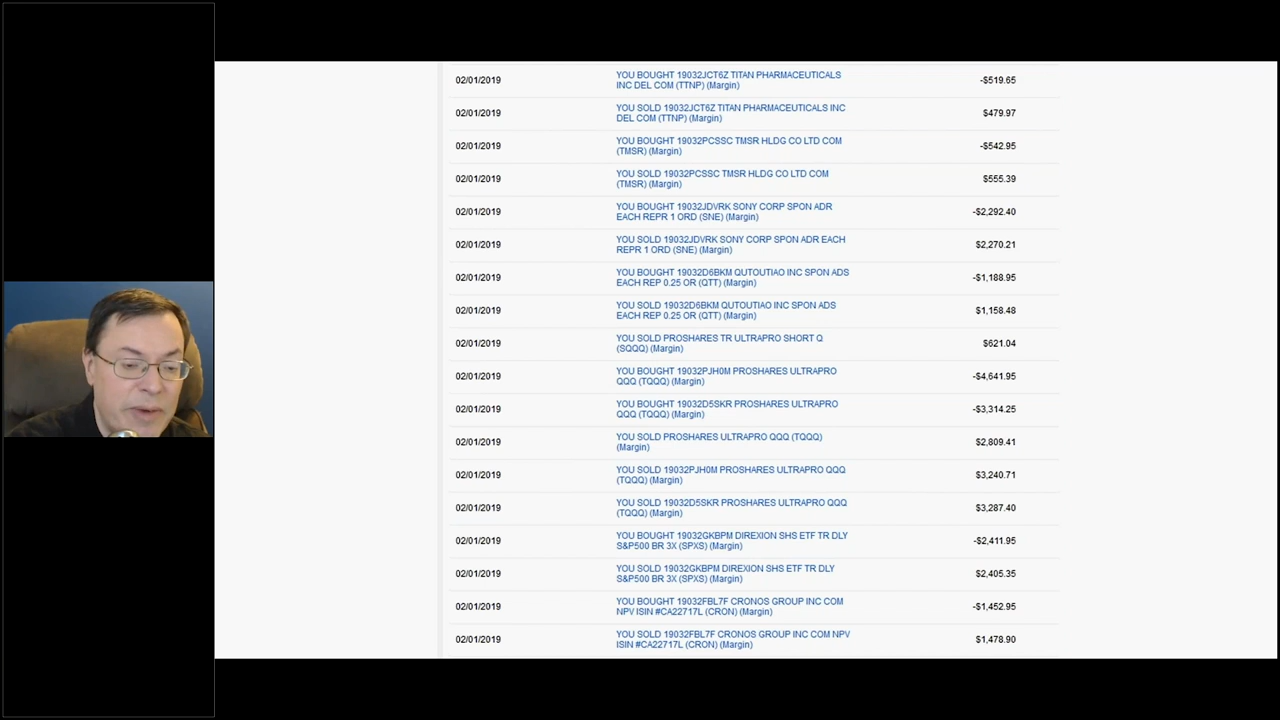 02/01/2019 YOU BOUGHT 19032JCT6Z TITAN PHARMACEUTICALS -$519.65
INC DEL COM (TTNP) (Margin)
02/01/2019 YOU SOLD 19032JCT6Z TITAN PHARMACEUTICALS INC $479.97
DEL COM (TTNP) (Margin)
02/01/2019 YOU BOUGHT 19032PCSSC TMSR HLDG CO LTD COM -$542.95
(TMSR) (Margin)
02/01/2019 YOU SOLD 19032PCSSC TMSR HLDG CO LTD COM $555.39
(TMSR) (Margin)
02/01/2019 YOU BOUGHT 19032JDVRK SONY CORP SPON ADR -$2,292.40
EACH REPR 1 ORD (SNE) (Margin)
02/01/2019 YOU SOLD 19032JDVRK SONY CORP SPON ADR EACH $2,270.21
REPR 1 ORD (SNE) (Margin)
02/01/2019 YOU BOUGHT 19032D6BKM QUTOUTIAO INC SPON ADS -$1,188.95
EACH REP 0.25 OR (QTT) (Margin)
02/01/2019 YOU SOLD 19032D6BKM QUTOUTIAO INC SPON ADS $1,158.48
EACH REP 0.25 OR (QTT) (Margin)
02/01/2019 YOU SOLD PROSHARES TR ULTRAPRO SHORT Q $621.04
(SQQQ) (Margin)
02/01/2019 YOU BOUGHT 19032PJH0M PROSHARES ULTRAPRO -$4,641.95
QQQ (TQQQ) (Margin)
02/01/2019 YOU BOUGHT 19032D5SKR PROSHARES ULTRAPRO -$3,314.25
QQQ (TQQQ) (Margin)
02/01/2019 YOU SOLD PROSHARES ULTRAPRO QQQ (TQQQ) $2,809.41
(Margin)
02/01/2019 YOU SOLD 19032PJH0M PROSHARES ULTRAPRO QQQ $3,240.71
(TQQQ) (Margin)
02/01/2019 YOU SOLD 19032D5SKR PROSHARES ULTRAPRO QQQ $3,287.40
(TQQQ) (Margin)
02/01/2019 YOU BOUGHT 19032GKBPM DIREXION SHS ETF TR DLY -$2,411.95
S&P500 BR 3X (SPXS) (Margin)
02/01/2019 YOU SOLD 19032GKBPM DIREXION SHS ETF TR DLY $2,405.35
S&P500 BR 3X (SPXS) (Margin)
02/01/2019 YOU BOUGHT 19032FBL7F CRONOS GROUP INC COM -$1,452.95
NPV ISIN #CA22717L (CRON) (Margin)
02/01/2019 YOU SOLD 19032FBL7F CRONOS GROUP INC COM NPV $1,478.90
ISIN #CA22717L (CRON) (Margin)